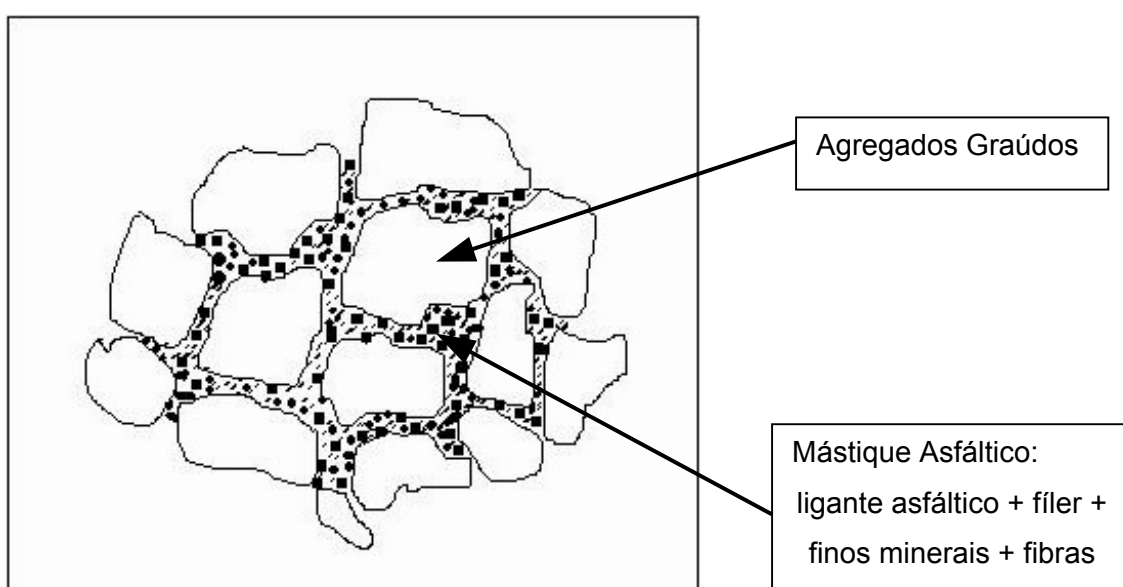 Agregados Graúdos
Mástique Asfáltico:
ligante asfáltico + fíler +
finos minerais + fibras